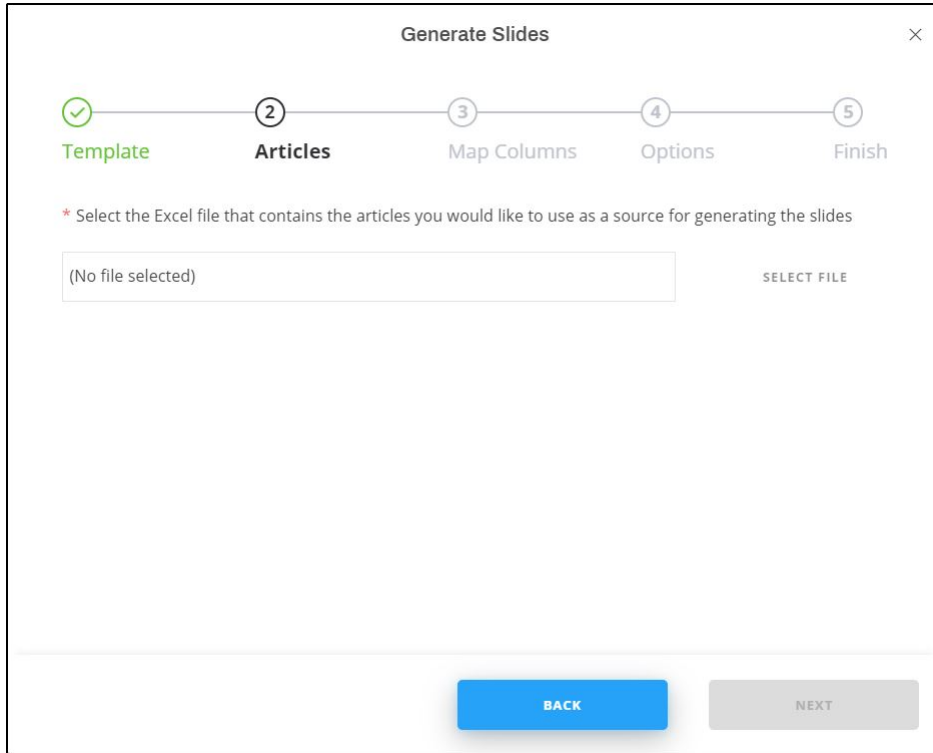 Generate Slides
2
3
4
5
Template
Articles
Map Columns
Options
Finish
* Select the Excel file that contains the articles you would like to use as a source for generating the slides
(No file selected)
SELECT FILE
BACK
NEXT